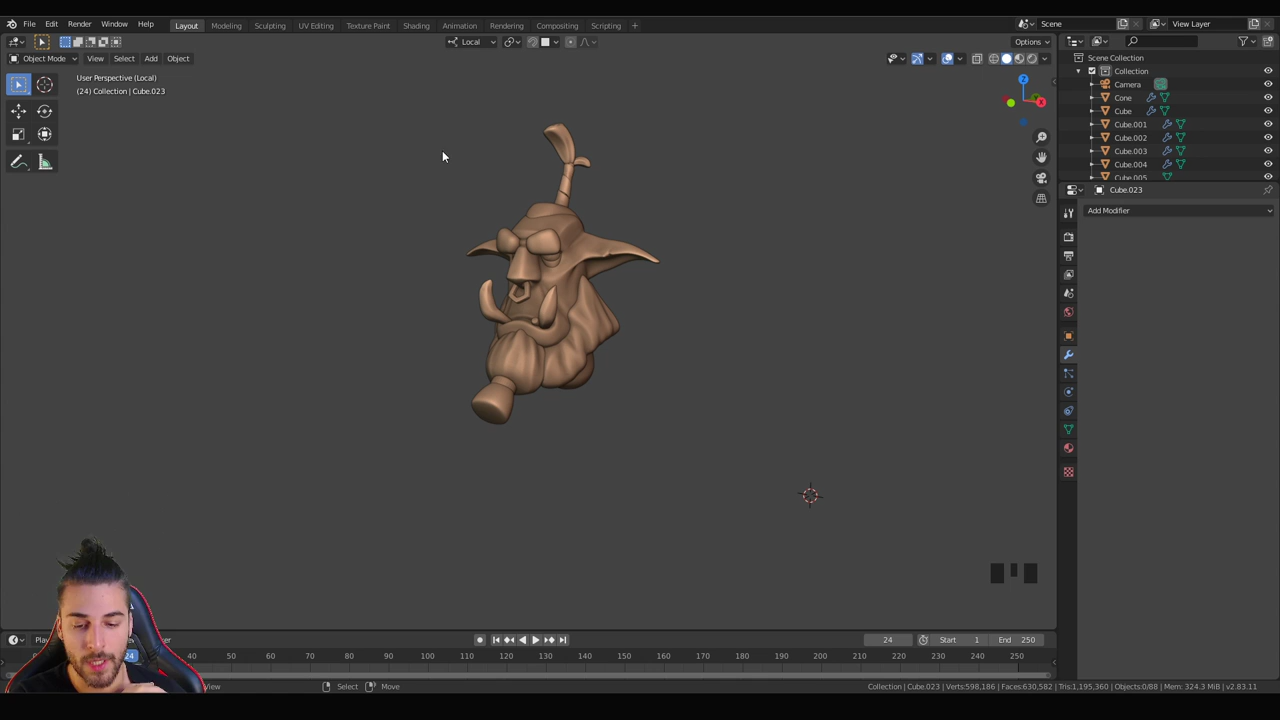 File Edit Render Window Help Layout Modeling Sculpting UV Editing Texture Paint Shading Animation Rendering Compositing Scripting + Scene View Layer
Local Options
Object Mode View Select Add Object
User Perspective (Local)
(24) Collection | Cube.023
Z
X
Scene Collection
Collection
Camera
Cone
Cube
Cube.001
Cube.002
Cube.003
Cube.004
Cube.005
Cube.023
Add Modifier
24 Start 1 End 250
24 40 50 60 70 80 90 100 110 120 130 140 150 160 170 180 190 200 210 220 230 240 250
View Select Move Collection | Cube.023 | Verts:598,186 | Faces:630,582 | Tris:1,195,360 | Objects:0/88 | Mem: 324.3 MiB | v2.83.11